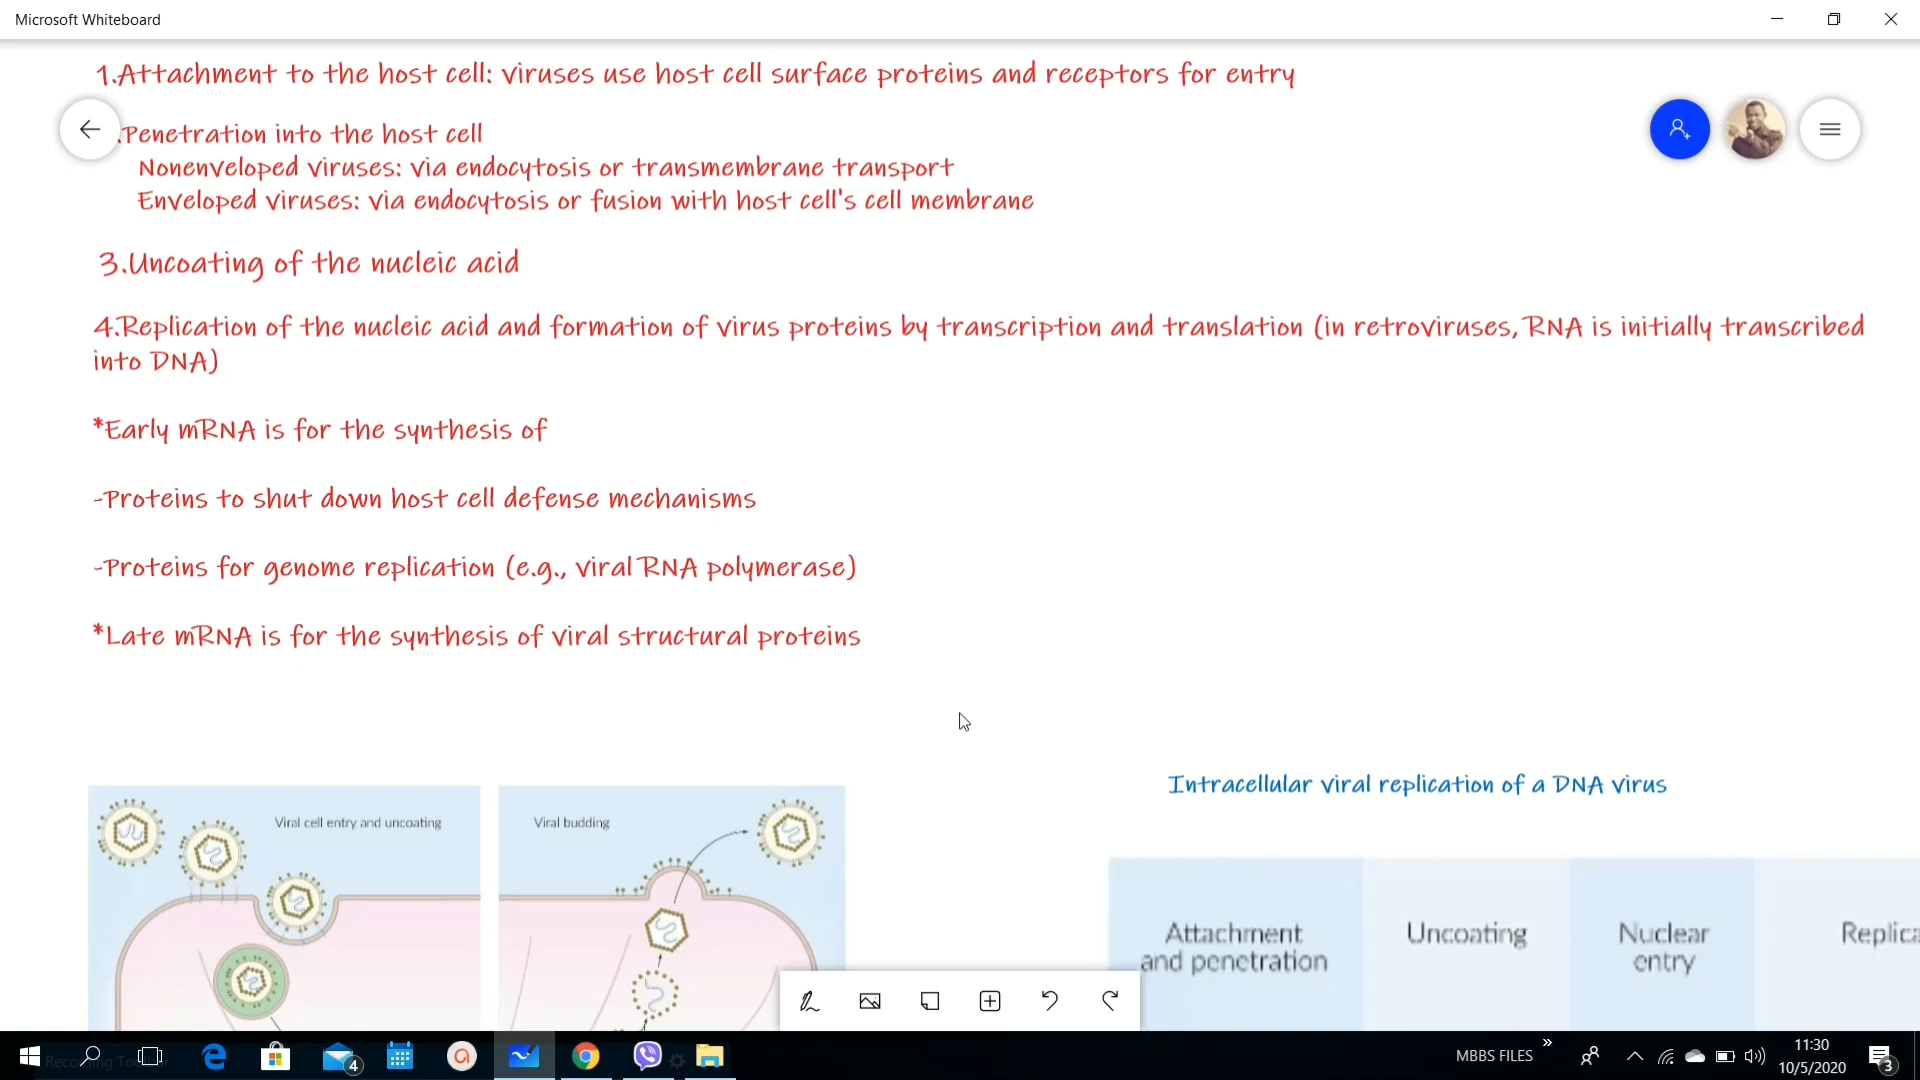 Microsoft Whiteboard
1.Attachment to the host cell: viruses use host cell surface proteins and receptors for entry
.Penetration into the host cell
Nonenveloped viruses: via endocytosis or transmembrane transport
Enveloped viruses: via endocytosis or fusion with host cell's cell membrane
3.Uncoating of the nucleic acid
4.Replication of the nucleic acid and formation of virus proteins by transcription and translation (in retroviruses, RNA is initially transcribed
into DNA)
*Early mRNA is for the synthesis of
-Proteins to shut down host cell defense mechanisms
-Proteins for genome replication (e.g., viral RNA polymerase)
*Late mRNA is for the synthesis of viral structural proteins
Intracellular viral replication of a DNA virus
Viral cell entry and uncoating
Viral budding
Attachment
and penetration
Uncoating
Nuclear
entry
Replica
4
MBBS FILES
11:30
10/5/2020
3